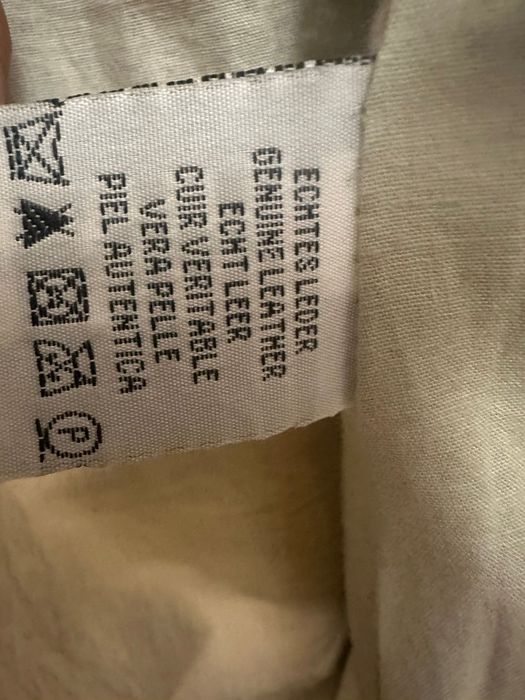 ECHTES LEDER
GENUINE LEATHER
ECHT LEER
CUIR VERITABLE
VERA PELLE
PIEL AUTENTICA
P